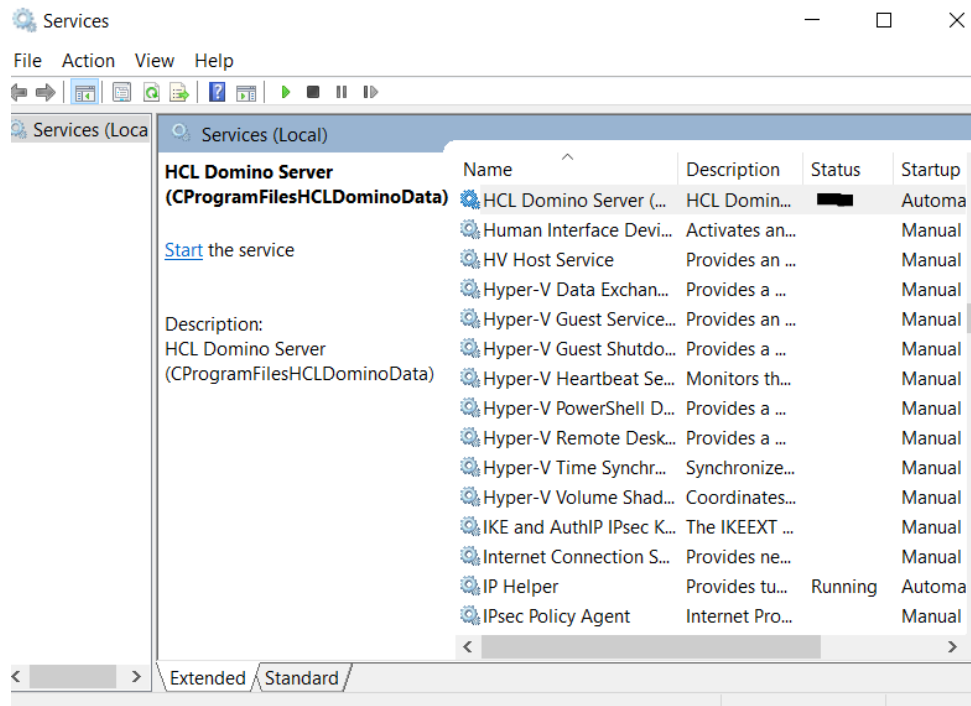 Services
File Action View Help
Services (Loca
Services (Local)
HCL Domino Server
(CProgramFilesHCLDominoData)
Start the service
Description:
HCL Domino Server
(CProgramFilesHCLDominoData)
Name Description Status Startup
HCL Domino Server (... HCL Domin... Automa
Human Interface Devi... Activates an... Manual
HV Host Service Provides an ... Manual
Hyper-V Data Exchan... Provides a ... Manual
Hyper-V Guest Service... Provides an ... Manual
Hyper-V Guest Shutdo... Provides a ... Manual
Hyper-V Heartbeat Se... Monitors th... Manual
Hyper-V PowerShell D... Provides a ... Manual
Hyper-V Remote Desk... Provides a ... Manual
Hyper-V Time Synchr... Synchronize... Manual
Hyper-V Volume Shad... Coordinates... Manual
IKE and AuthIP IPsec K... The IKEEXT ... Manual
Internet Connection S... Provides ne... Manual
IP Helper Provides tu... Running Automa
IPsec Policy Agent Internet Pro... Manual
Extended Standard